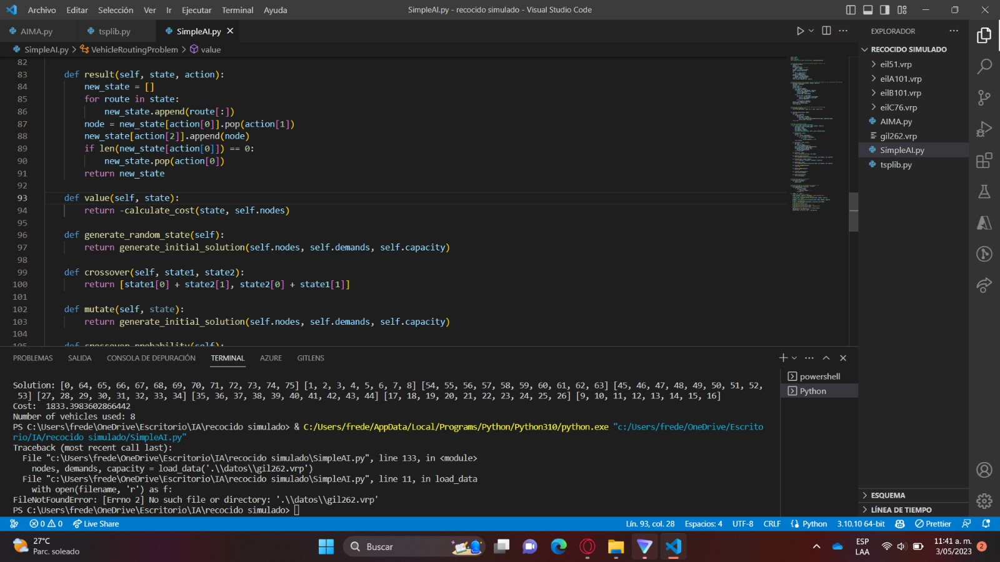 Archivo Editar Selección Ver Ir Ejecutar Terminal Ayuda
SimpleAI.py - recocido simulado - Visual Studio Code
AIMA.py
tsplib.py
SimpleAI.py
SimpleAI.py > VehicleRoutingProblem > value
82
83 def result(self, state, action):
84 new_state = []
85 for route in state:
86 new_state.append(route[:])
87 node = new_state[action[0]].pop(action[1])
88 new_state[action[2]].append(node)
89 if len(new_state[action[0]]) == 0:
90 new_state.pop(action[0])
91 return new_state
92
93 def value(self, state):
94 return -calculate_cost(state, self.nodes)
95
96 def generate_random_state(self):
97 return generate_initial_solution(self.nodes, self.demands, self.capacity)
98
99 def crossover(self, state1, state2):
100 return [state1[0] + state2[1], state2[0] + state1[1]]
101
102 def mutate(self, state):
103 return generate_initial_solution(self.nodes, self.demands, self.capacity)
104
105 def crossover_probability(self):
EXPLORADOR
RECOCIDO SIMULADO
eil51.vrp
eilA101.vrp
eilB101.vrp
eilC76.vrp
AIMA.py
gil262.vrp
SimpleAI.py
tsplib.py
ESQUEMA
LÍNEA DE TIEMPO
PROBLEMAS SALIDA CONSOLA DE DEPURACIÓN TERMINAL AZURE GITLENS
Solution: [0, 64, 65, 66, 67, 68, 69, 70, 71, 72, 73, 74, 75] [1, 2, 3, 4, 5, 6, 7, 8] [54, 55, 56, 57, 58, 59, 60, 61, 62, 63] [45, 46, 47, 48, 49, 50, 51, 52,
53] [27, 28, 29, 30, 31, 32, 33, 34] [35, 36, 37, 38, 39, 40, 41, 42, 43, 44] [17, 18, 19, 20, 21, 22, 23, 24, 25, 26] [9, 10, 11, 12, 13, 14, 15, 16]
Cost: 1833.3983602866442
Number of vehicles used: 8
PS C:\Users\frede\OneDrive\Escritorio\IA\recocido simulado> & C:/Users/frede/AppData/Local/Programs/Python/Python310/python.exe "c:/Users/frede/OneDrive/Escrito
rio/IA/recocido simulado/SimpleAI.py"
Traceback (most recent call last):
File "c:\Users\frede\OneDrive\Escritorio\IA\recocido simulado\SimpleAI.py", line 133, in <module>
nodes, demands, capacity = load_data('.\\datos\\gil262.vrp')
File "c:\Users\frede\OneDrive\Escritorio\IA\recocido simulado\SimpleAI.py", line 11, in load_data
with open(filename, 'r') as f:
FileNotFoundError: [Errno 2] No such file or directory: '.\\datos\\gil262.vrp'
PS C:\Users\frede\OneDrive\Escritorio\IA\recocido simulado>
powershell
Python
0 0 Live Share
Lín. 93, col. 28 Espacios: 4 UTF-8 CRLF Python 3.10.10 64-bit Prettier
27°C
Parc. soleado
Buscar
ESP
LAA
11:41 a. m.
3/05/2023
2